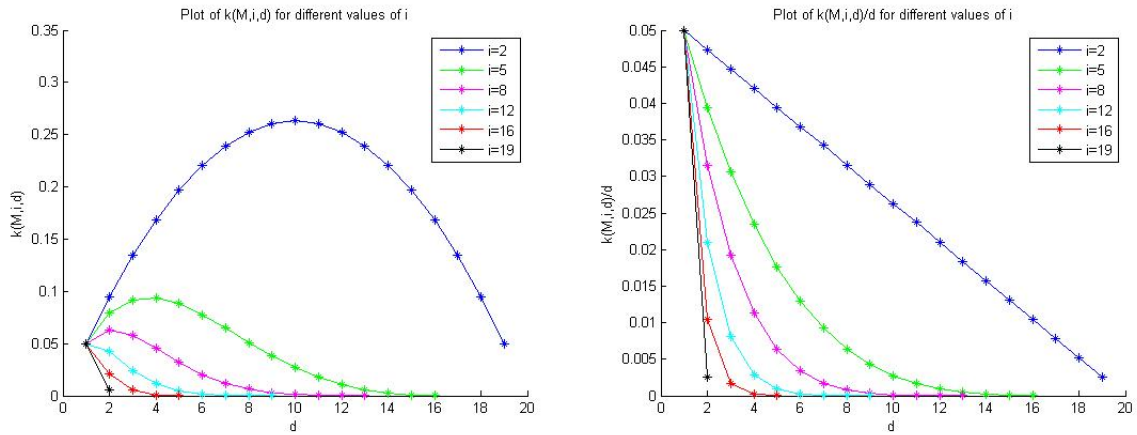 Plot of k(M,i,d) for different values of i
0.35
0.3
0.25
0.2
0.15
0.1
0.05
0
k(M,i,d)
0 2 4 6 8 10 12 14 16 18 20
d
i=2
i=5
i=8
i=12
i=16
i=19
Plot of k(M,i,d)/d for different values of i
0.05
0.045
0.04
0.035
0.03
0.025
0.02
0.015
0.01
0.005
0
k(M,i,d)/d
0 2 4 6 8 10 12 14 16 18 20
d
i=2
i=5
i=8
i=12
i=16
i=19